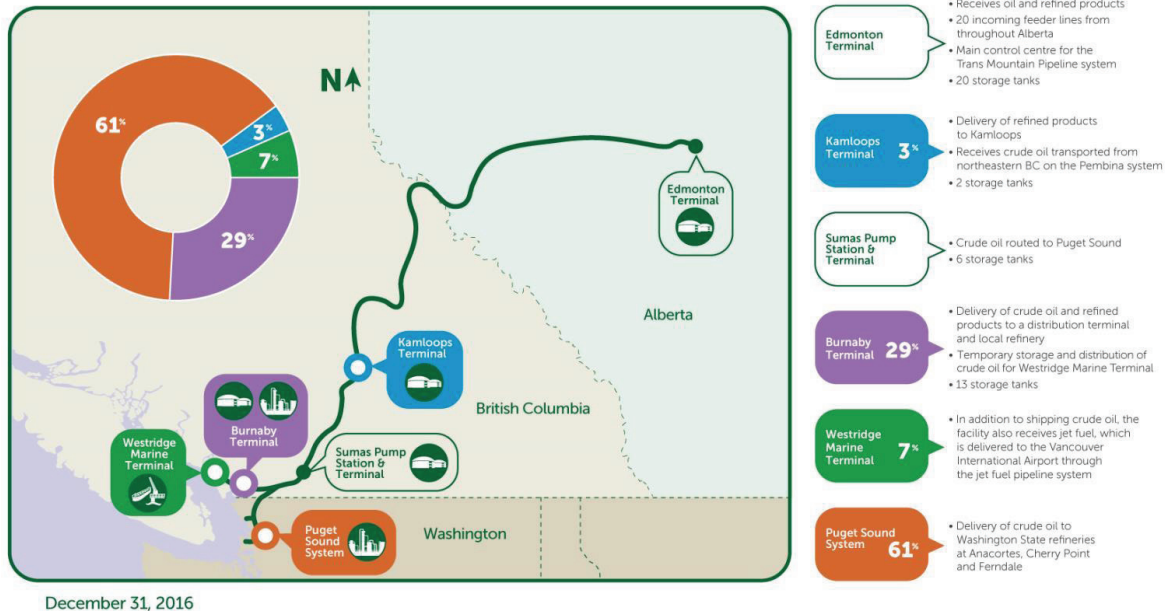 61%
3%
7%
29%
N
Edmonton
Terminal
Alberta
Kamloops
Terminal
British Columbia
Burnaby
Terminal
Westridge
Marine
Terminal
Sumas Pump
Station &
Terminal
Puget
Sound
System
Washington
December 31, 2016
Edmonton
Terminal
• Receives oil and refined products
• 20 incoming feeder lines from
throughout Alberta
• Main control centre for the
Trans Mountain Pipeline system
• 20 storage tanks
Kamloops
Terminal 3%
• Delivery of refined products
to Kamloops
• Receives crude oil transported from
northeastern BC on the Pembina system
• 2 storage tanks
Sumas Pump
Station &
Terminal
• Crude oil routed to Puget Sound
• 6 storage tanks
Burnaby
Terminal 29%
• Delivery of crude oil and refined
products to a distribution terminal
and local refinery
• Temporary storage and distribution of
crude oil for Westridge Marine Terminal
• 13 storage tanks
Westridge
Marine
Terminal 7%
• In addition to shipping crude oil, the
facility also receives jet fuel, which
is delivered to the Vancouver
International Airport through
the jet fuel pipeline system
Puget Sound
System 61%
• Delivery of crude oil to
Washington State refineries
at Anacortes, Cherry Point
and Ferndale